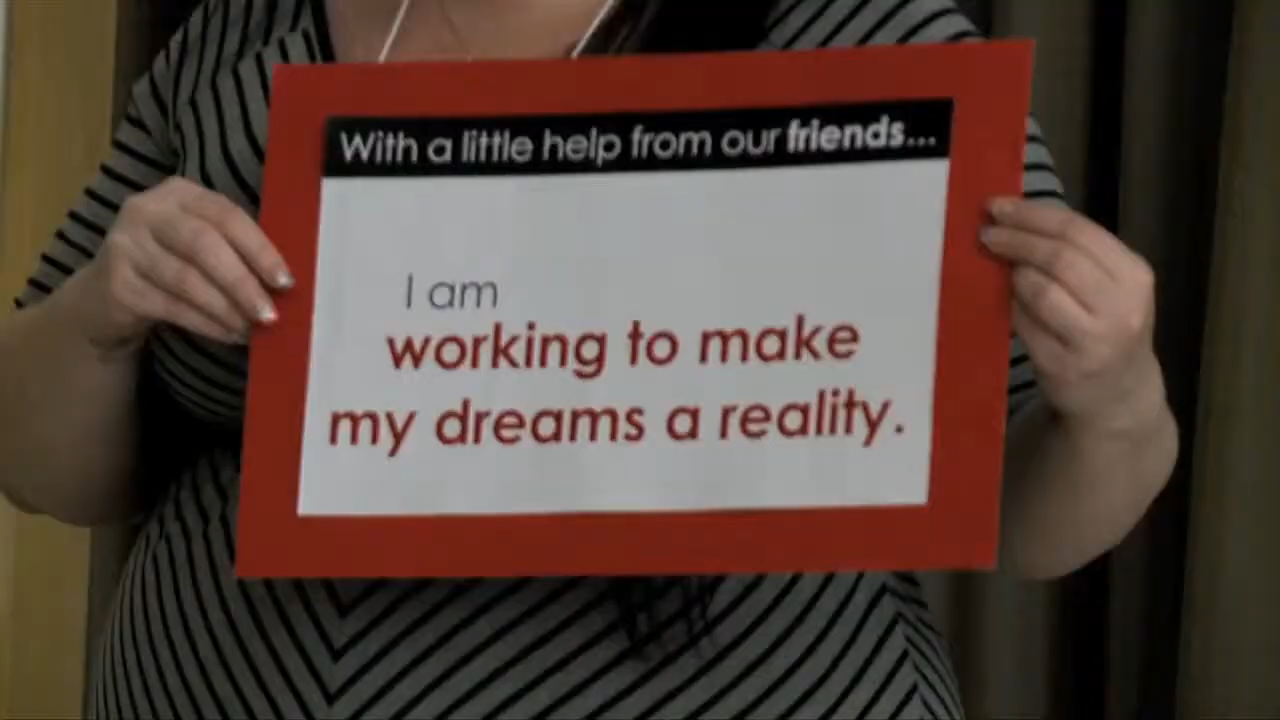 With a little help from our friends...
I am
working to make
my dreams a reality.